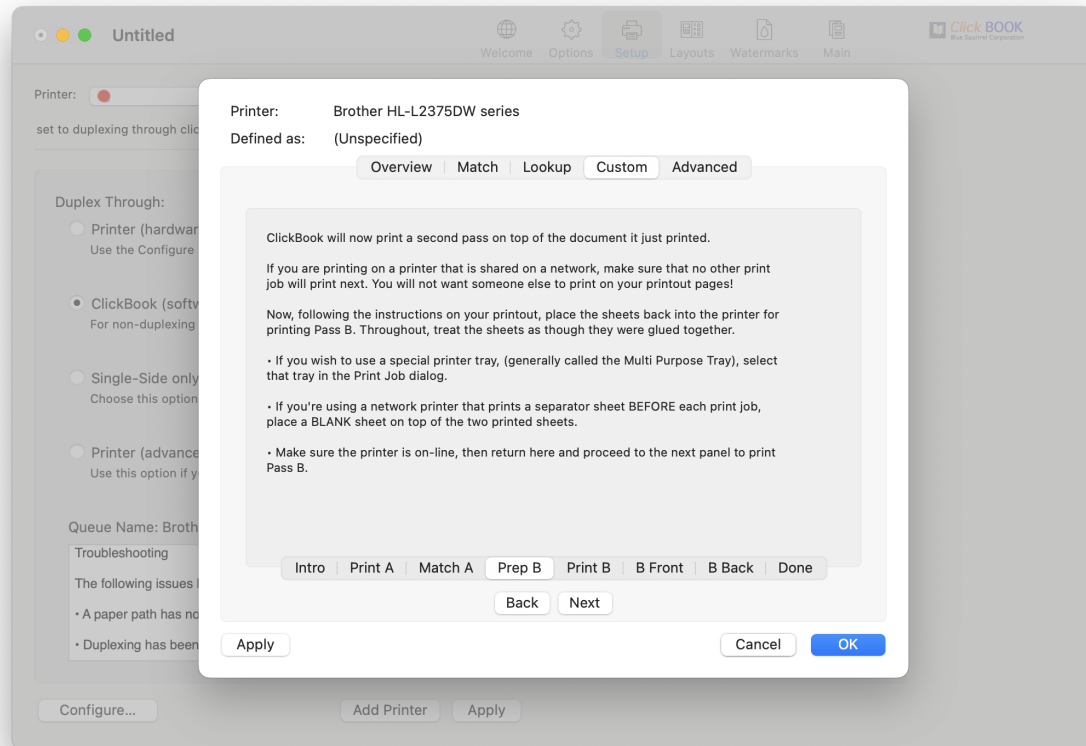 Untitled
Welcome Options Setup Layouts Watermarks Main
Click BOOK
Blue Squirrel Corporation
Printer:
set to duplexing through clic
Printer: Brother HL-L2375DW series
Defined as: (Unspecified)
Overview Match Lookup Custom Advanced
Duplex Through:
Printer (hardwar
Use the Configure
ClickBook (softw
For non-duplexing
Single-Side only
Choose this option
Printer (advance
Use this option if y
Queue Name: Broth
Troubleshooting
The following issues
• A paper path has no
• Duplexing has been
ClickBook will now print a second pass on top of the document it just printed.
If you are printing on a printer that is shared on a network, make sure that no other print
job will print next. You will not want someone else to print on your printout pages!
Now, following the instructions on your printout, place the sheets back into the printer for
printing Pass B. Throughout, treat the sheets as though they were glued together.
• If you wish to use a special printer tray, (generally called the Multi Purpose Tray), select
that tray in the Print Job dialog.
• If you're using a network printer that prints a separator sheet BEFORE each print job,
place a BLANK sheet on top of the two printed sheets.
• Make sure the printer is on-line, then return here and proceed to the next panel to print
Pass B.
Intro Print A Match A Prep B Print B B Front B Back Done
Back Next
Apply Cancel OK
Configure... Add Printer Apply